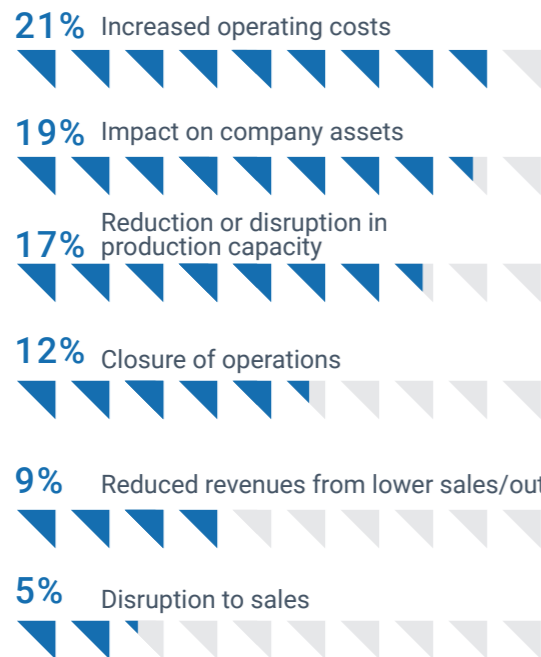 21% Increased operating costs
19% Impact on company assets
Reduction or disruption in
17% production capacity
12% Closure of operations
9% Reduced revenues from lower sales/out
5% Disruption to sales